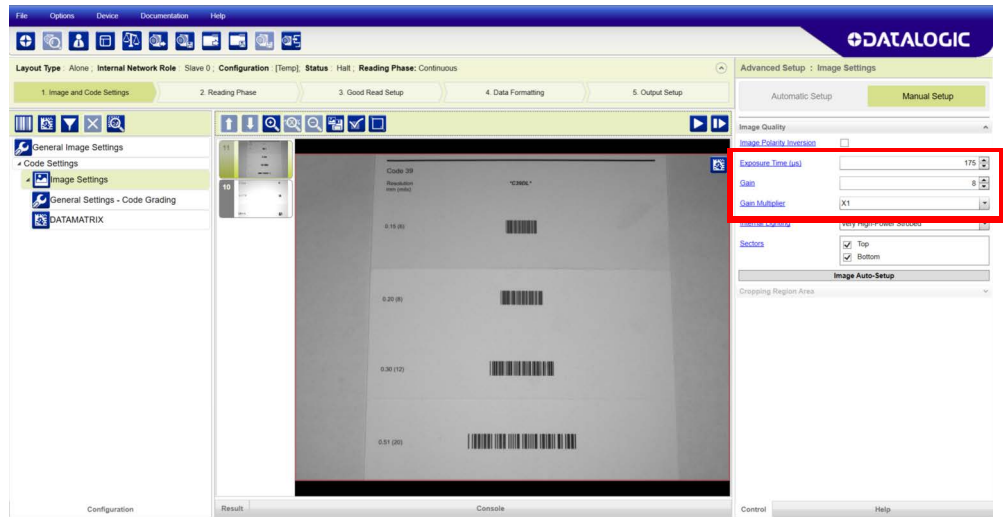 File Options Device Documentation Help
DATALOGIC
Layout Type : Alone ; Internal Network Role : Slave 0 ; Configuration : [Temp]; Status : Halt ; Reading Phase: Continuous
Advanced Setup : Image Settings
1. Image and Code Settings
2. Reading Phase
3. Good Read Setup
4. Data Formatting
5. Output Setup
Automatic Setup
Manual Setup
General Image Settings
Code Settings
Image Settings
General Settings - Code Grading
DATAMATRIX
11
10
Code 39
Resolution
mm (mils)
"C39DL"
0.15 (6)
0.20 (8)
0.30 (12)
0.51 (20)
Image Quality
Image Polarity Inversion
Exposure Time (µs) 175
Gain 8
Gain Multiplier X1
Internal Lighting Very High-Power Strobed
Sectors Top
Bottom
Image Auto-Setup
Cropping Region Area
Configuration
Result
Console
Control
Help